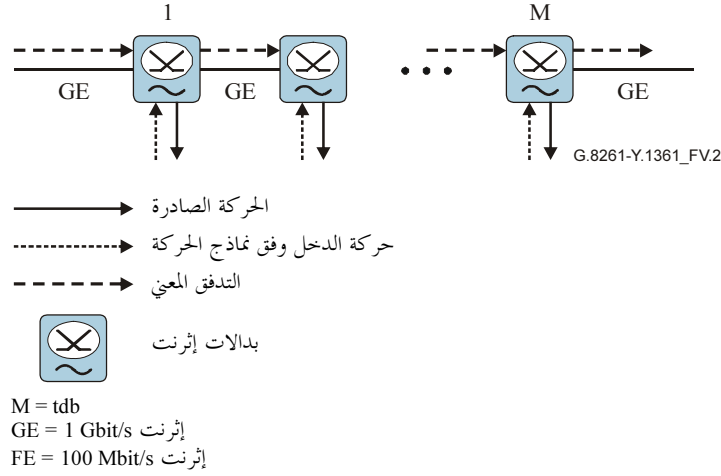 1 M
GE GE GE
G.8261-Y.1361_FV.2
الحركة الصادرة
حركة الدخل وفق نماذج الحركة
التدفق المعني
بدالات إثرنت
M = tdb
GE = 1 Gbit/s إثرنت
FE = 100 Mbit/s إثرنت